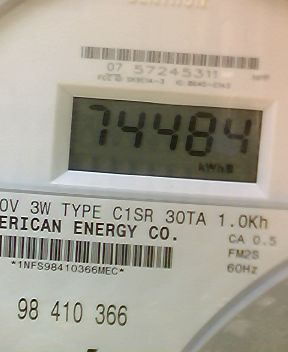 07 57245311
74484
kWh
0V 3W TYPE C1SR 30TA 1.0Kh
ERICAN ENERGY CO.
CA 0.5
*1NFS98410366MEC*
FM2S
60Hz
98 410 366